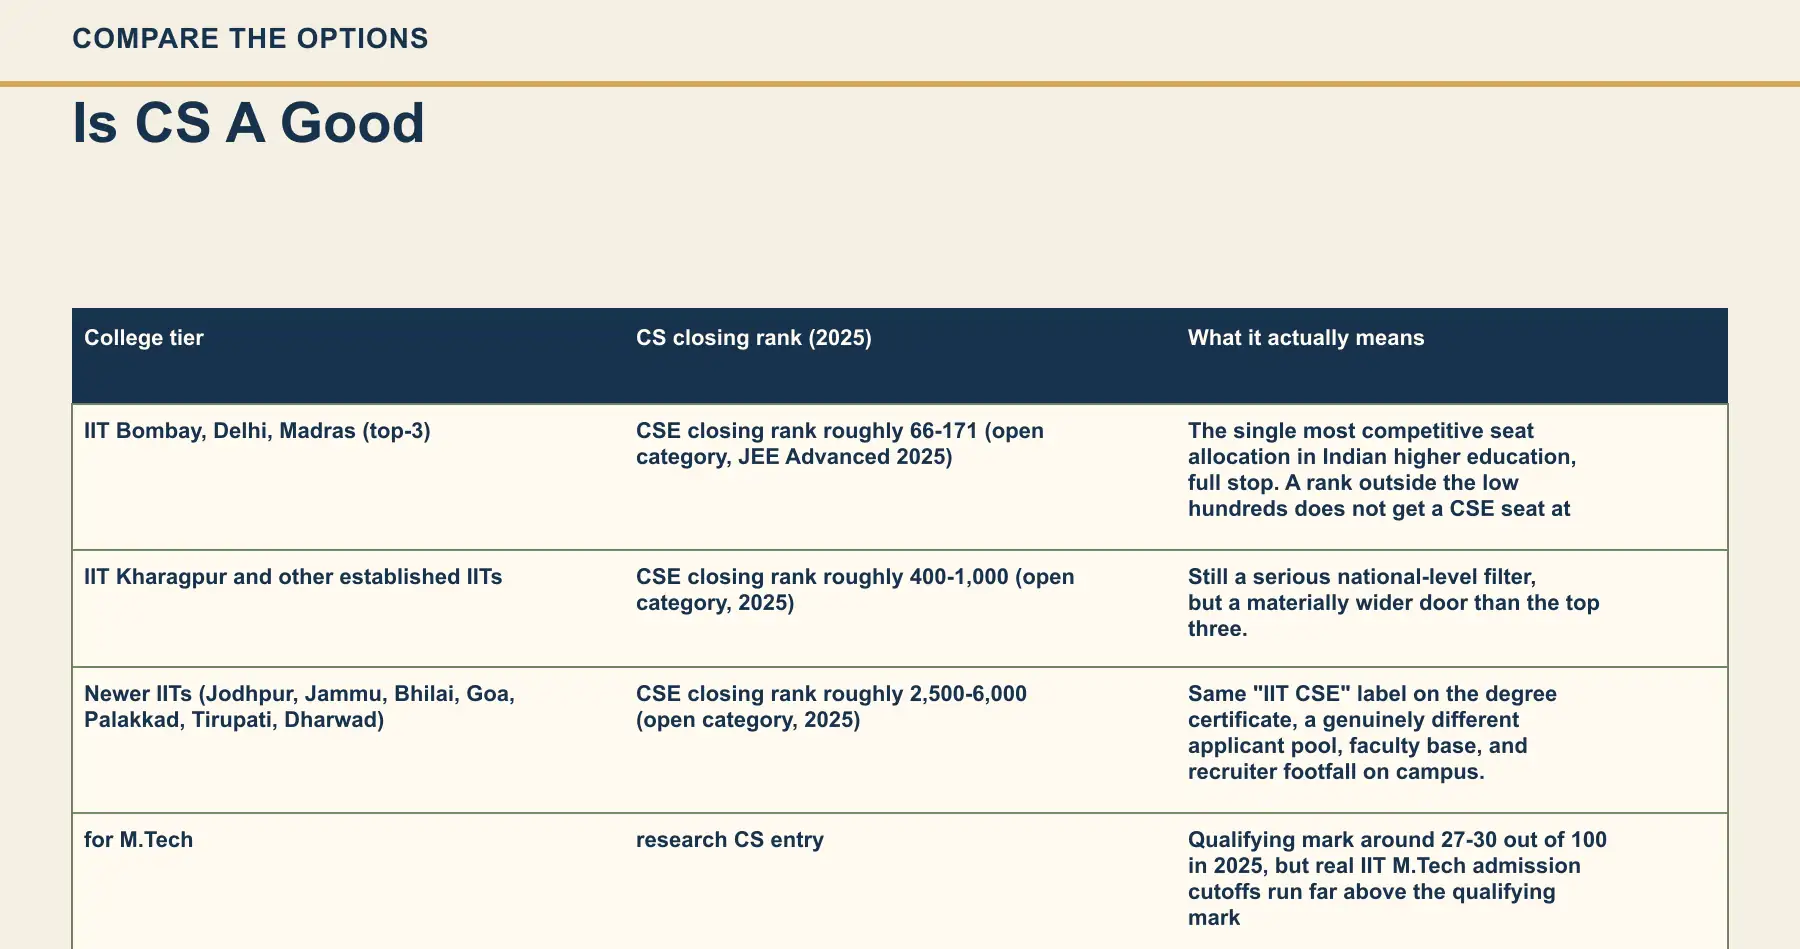 COMPARE THE OPTIONS
Is CS A Good
College tier
CS closing rank (2025)
What it actually means
IIT Bombay, Delhi, Madras (top-3)
CSE closing rank roughly 66-171 (open
category, JEE Advanced 2025)
The single most competitive seat
allocation in Indian higher education,
full stop. A rank outside the low
hundreds does not get a CSE seat at
IIT Kharagpur and other established IITs
CSE closing rank roughly 400-1,000 (open
category, 2025)
Still a serious national-level filter,
but a materially wider door than the top
three.
Newer IITs (Jodhpur, Jammu, Bhilai, Goa,
Palakkad, Tirupati, Dharwad)
CSE closing rank roughly 2,500-6,000
(open category, 2025)
Same "IIT CSE" label on the degree
certificate, a genuinely different
applicant pool, faculty base, and
recruiter footfall on campus.
for M.Tech
research CS entry
Qualifying mark around 27-30 out of 100
in 2025, but real IIT M.Tech admission
cutoffs run far above the qualifying
mark